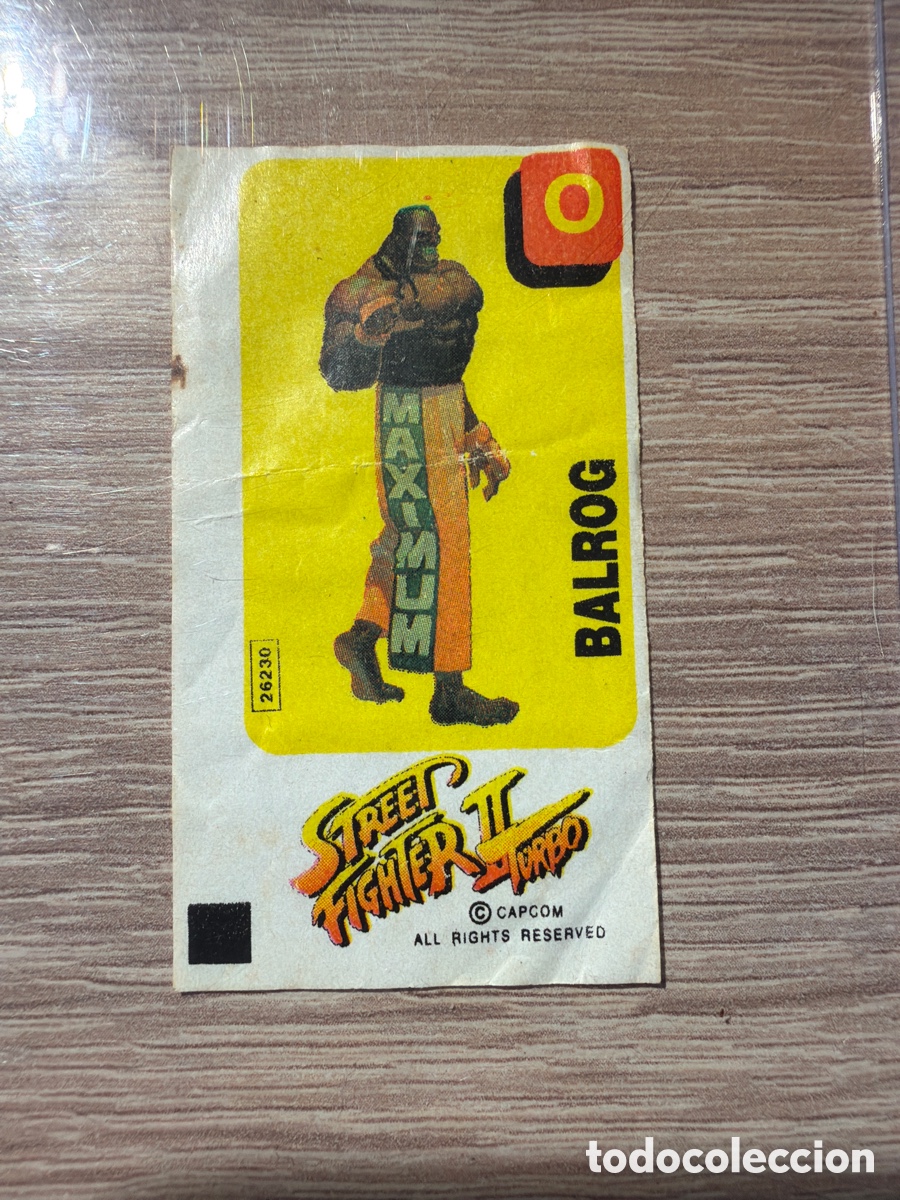 O
MAXIMUM
BALROG
26230
STREET
FIGHTER II
TURBO
© CAPCOM
ALL RIGHTS RESERVED
todocoleccion